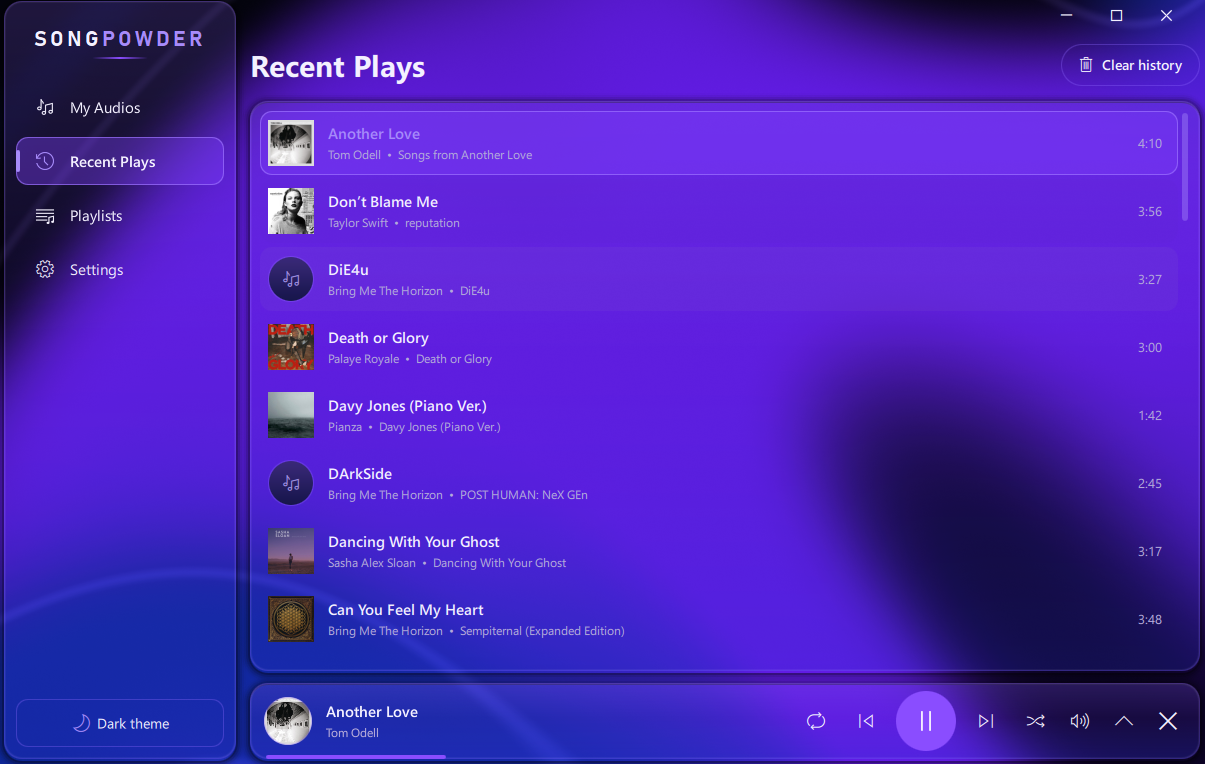 SONGPOWDER
My Audios
Recent Plays
Playlists
Settings
Dark theme
Recent Plays
Clear history
Another Love
Tom Odell • Songs from Another Love
4:10
Don’t Blame Me
Taylor Swift • reputation
3:56
DiE4u
Bring Me The Horizon • DiE4u
3:27
Death or Glory
Palaye Royale • Death or Glory
3:00
Davy Jones (Piano Ver.)
Pianza • Davy Jones (Piano Ver.)
1:42
DArkSide
Bring Me The Horizon • POST HUMAN: NeX GEn
2:45
Dancing With Your Ghost
Sasha Alex Sloan • Dancing With Your Ghost
3:17
Can You Feel My Heart
Bring Me The Horizon • Sempiternal (Expanded Edition)
3:48
DEATH
GLORY
SASHA
SLOAN
Another Love
Tom Odell